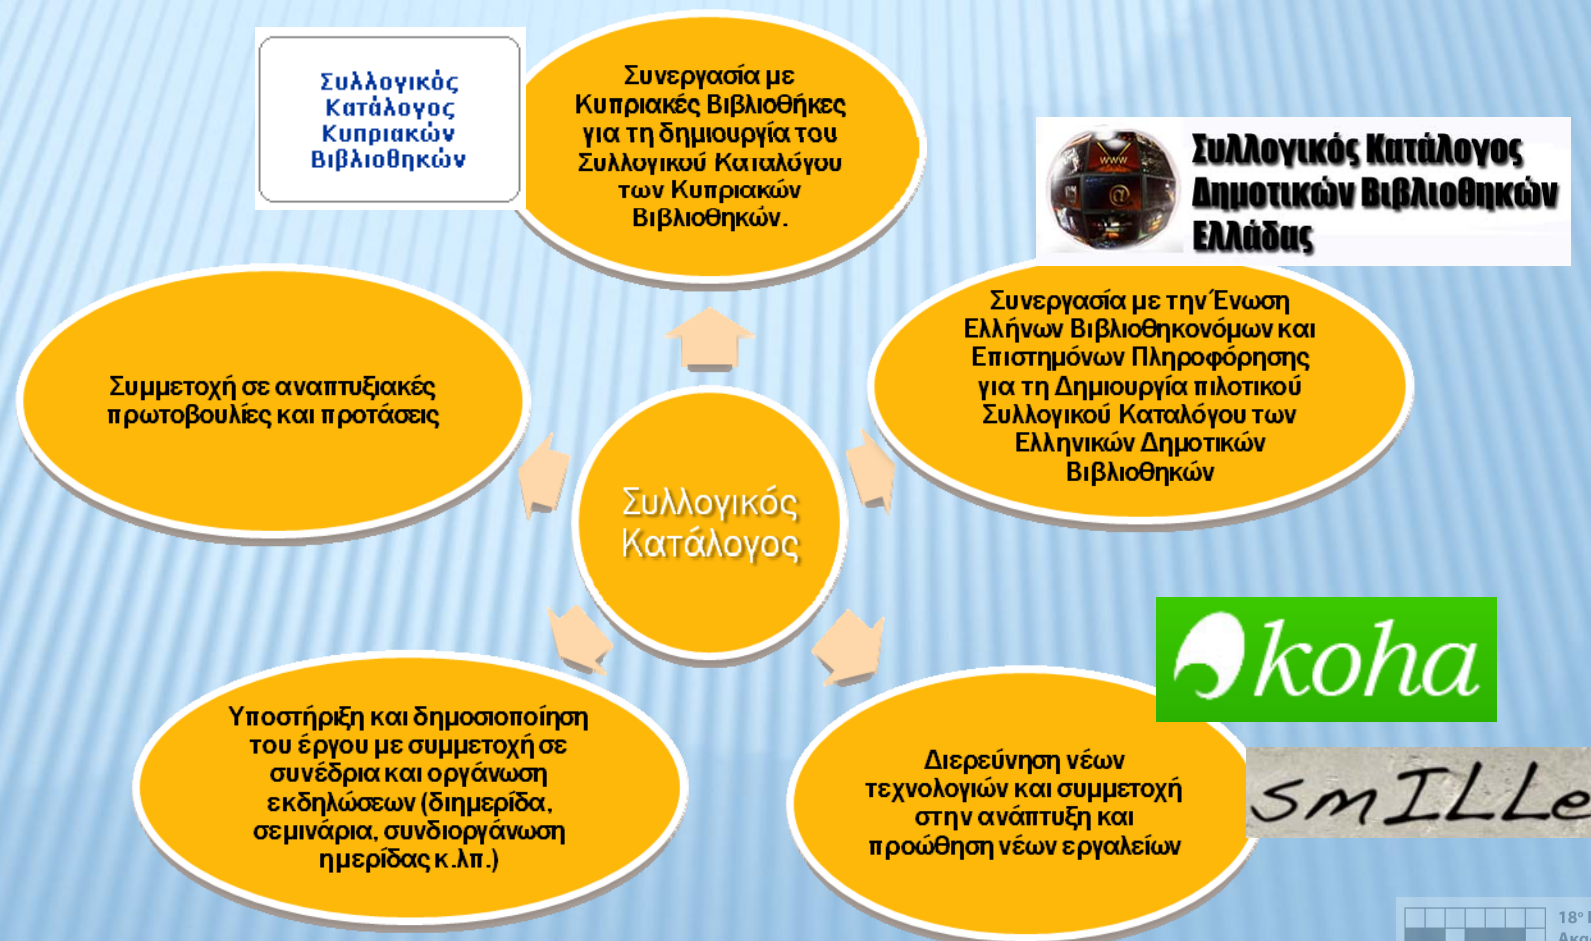 Συλλογικός
Κατάλογος
Κυπριακών
Βιβλιοθηκών
Συνεργασία με
Κυπριακές Βιβλιοθήκες
για τη δημιουργία του
Συλλογικού Καταλόγου
των Κυπριακών
Βιβλιοθηκών.
www
@
Συλλογικός Κατάλογος
Δημοτικών Βιβλιοθηκών
Ελλάδας
Συνεργασία με την Ένωση
Ελλήνων Βιβλιοθηκονόμων και
Επιστημόνων Πληροφόρησης
για τη Δημιουργία πιλοτικού
Συλλογικού Καταλόγου των
Ελληνικών Δημοτικών
Βιβλιοθηκών
Συμμετοχή σε αναπτυξιακές
πρωτοβουλίες και προτάσεις
Συλλογικός
Κατάλογος
koha
smILLe
Διερεύνηση νέων
τεχνολογιών και συμμετοχή
στην ανάπτυξη και
προώθηση νέων εργαλείων
Υποστήριξη και δημοσιοποίηση
του έργου με συμμετοχή σε
συνέδρια και οργάνωση
εκδηλώσεων (διημερίδα,
σεμινάρια, συνδιοργάνωση
ημερίδας κ.λπ.)
18ο